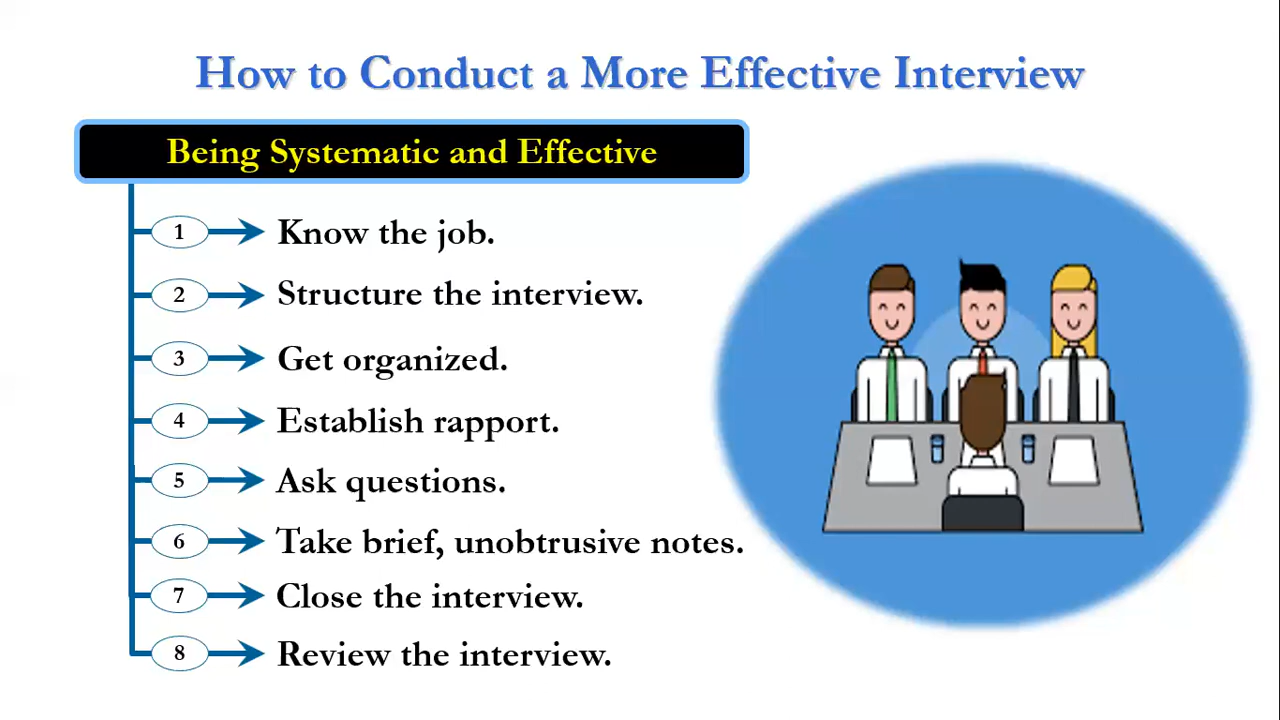 How to Conduct a More Effective Interview
Being Systematic and Effective
1 Know the job.
2 Structure the interview.
3 Get organized.
4 Establish rapport.
5 Ask questions.
6 Take brief, unobtrusive notes.
7 Close the interview.
8 Review the interview.